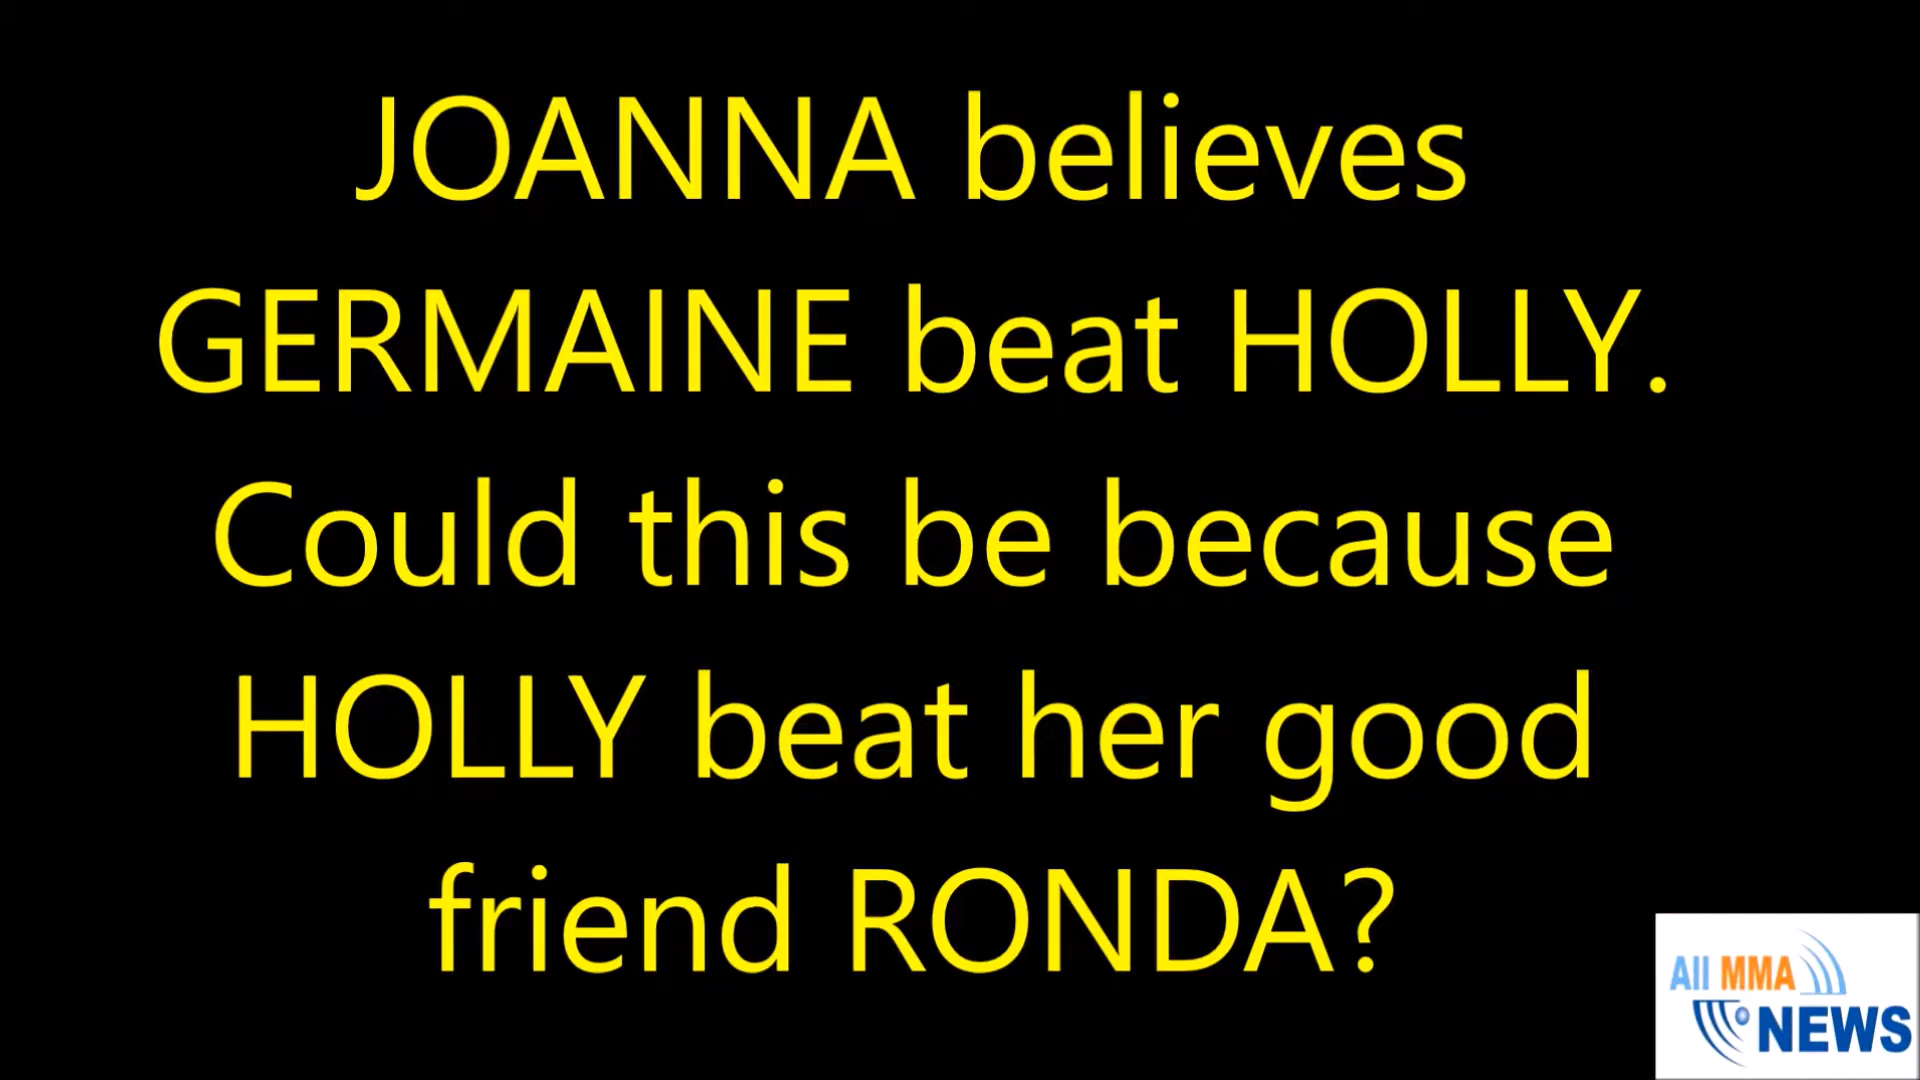 JOANNA believes
GERMAINE beat HOLLY.
Could this be because
HOLLY beat her good
friend RONDA?
All MMA
NEWS